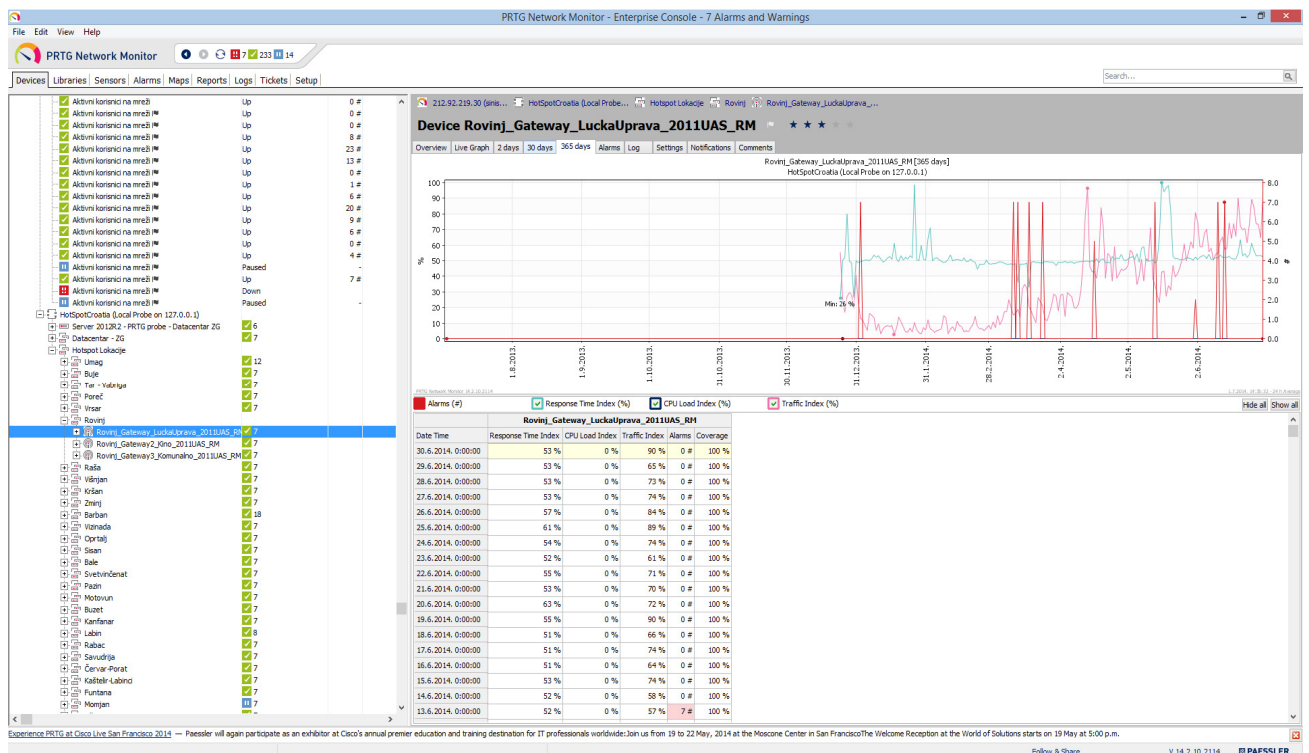 PRTG Network Monitor - Enterprise Console - 7 Alarms and Warnings
File Edit View Help
PRTG Network Monitor 7 233 14
Devices Libraries Sensors Alarms Maps Reports Logs Tickets Setup
Search...
Aktivni korisnici na mreži Up 0 #
Aktivni korisnici na mreži Up 0 #
Aktivni korisnici na mreži Up 0 #
Aktivni korisnici na mreži Up 8 #
Aktivni korisnici na mreži Up 23 #
Aktivni korisnici na mreži Up 13 #
Aktivni korisnici na mreži Up 0 #
Aktivni korisnici na mreži Up 1 #
Aktivni korisnici na mreži Up 6 #
Aktivni korisnici na mreži Up 20 #
Aktivni korisnici na mreži Up 9 #
Aktivni korisnici na mreži Up 6 #
Aktivni korisnici na mreži Up 0 #
Aktivni korisnici na mreži Up 4 #
Aktivni korisnici na mreži Paused -
Aktivni korisnici na mreži Up 7 #
Aktivni korisnici na mreži Down
Aktivni korisnici na mreži Paused -
HotSpotCroatia (Local Probe on 127.0.0.1)
Server 2012R2 - PRTG probe - Datacentar ZG 6
Datacentar - ZG 7
Hotspot Lokacije
Umag 12
Buje 7
Tar - Vabriga 7
Poreč 7
Vrsar 7
Rovinj
Rovinj_Gateway_LuckaUprava_2011UAS_RM 7
Rovinj_Gateway2_Kino_2011UAS_RM 7
Rovinj_Gateway3_Komunalno_2011UAS_RM 7
Raša 7
Višnjan 7
Kršan 7
Zminj 7
Barban 18
Vizinada 7
Oprtalj 7
Sisan 7
Bale 7
Svetvinčenat 7
Pazin 7
Motovun 7
Buzet 7
Kanfanar 7
Labin 8
Rabac 7
Savudrija 7
Červar-Porat 7
Kaštelir-Labinci 7
Funtana 7
Momjan 7
212.92.219.30 (sinis... HotSpotCroatia (Local Probe... Hotspot Lokacije Rovinj Rovinj_Gateway_LuckaUprava_...
Device Rovinj_Gateway_LuckaUprava_2011UAS_RM
Overview Live Graph 2 days 30 days 365 days Alarms Log Settings Notifications Comments
Rovinj_Gateway_LuckaUprava_2011UAS_RM [365 days]
HotSpotCroatia (Local Probe on 127.0.0.1)
%
100
90
80
70
60
50
40
30
20
10
0
Min: 26 %
8.0
7.0
6.0
5.0
4.0
3.0
2.0
1.0
0.0
#
1.8.2013. 1.9.2013. 1.10.2013. 31.10.2013. 30.11.2013. 31.12.2013. 31.1.2014. 28.2.2014. 2.4.2014. 2.5.2014. 2.6.2014.
PRTG Network Monitor 14.2.10.2114
Alarms (#) Response Time Index (%) CPU Load Index (%) Traffic Index (%) Hide all Show all
Rovinj_Gateway_LuckaUprava_2011UAS_RM
Date Time Response Time Index CPU Load Index Traffic Index Alarms Coverage
30.6.2014. 0:00:00 53 % 0 % 90 % 0 # 100 %
29.6.2014. 0:00:00 53 % 0 % 65 % 0 # 100 %
28.6.2014. 0:00:00 53 % 0 % 73 % 0 # 100 %
27.6.2014. 0:00:00 53 % 0 % 74 % 0 # 100 %
26.6.2014. 0:00:00 57 % 0 % 84 % 0 # 100 %
25.6.2014. 0:00:00 61 % 0 % 89 % 0 # 100 %
24.6.2014. 0:00:00 54 % 0 % 74 % 0 # 100 %
23.6.2014. 0:00:00 52 % 0 % 61 % 0 # 100 %
22.6.2014. 0:00:00 55 % 0 % 71 % 0 # 100 %
21.6.2014. 0:00:00 53 % 0 % 70 % 0 # 100 %
20.6.2014. 0:00:00 63 % 0 % 72 % 0 # 100 %
19.6.2014. 0:00:00 55 % 0 % 90 % 0 # 100 %
18.6.2014. 0:00:00 51 % 0 % 66 % 0 # 100 %
17.6.2014. 0:00:00 51 % 0 % 74 % 0 # 100 %
16.6.2014. 0:00:00 51 % 0 % 64 % 0 # 100 %
15.6.2014. 0:00:00 53 % 0 % 74 % 0 # 100 %
14.6.2014. 0:00:00 52 % 0 % 58 % 0 # 100 %
13.6.2014. 0:00:00 52 % 0 % 57 % 7 # 100 %
Experience PRTG at Cisco Live San Francisco 2014 — Paessler will again participate as an exhibitor at Cisco's annual premier education and training destination for IT professionals worldwide:Join us from 19 to 22 May, 2014 at the Moscone Center in San FranciscoThe Welcome Reception at the World of Solutions starts on 19 May at 5:00 p.m.
Follow & Share V. 14.2.10.2114 PAESSLER